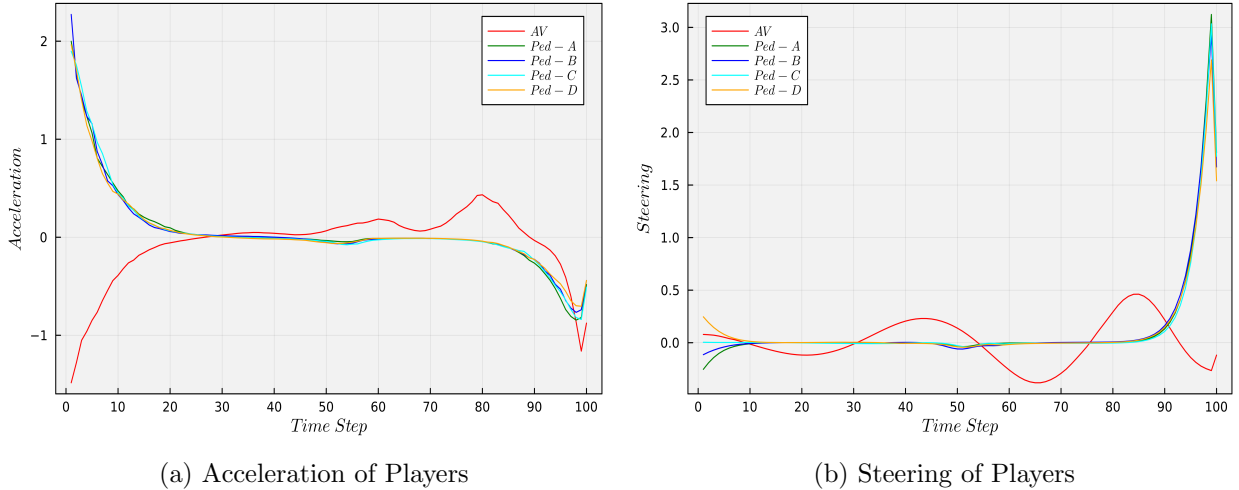 Acceleration
2
1
0
−1
AV
Ped − A
Ped − B
Ped − C
Ped − D
0 10 20 30 40 50 60 70 80 90 100
Time Step
(a) Acceleration of Players
Steering
3.0
2.5
2.0
1.5
1.0
0.5
0.0
AV
Ped − A
Ped − B
Ped − C
Ped − D
0 10 20 30 40 50 60 70 80 90 100
Time Step
(b) Steering of Players